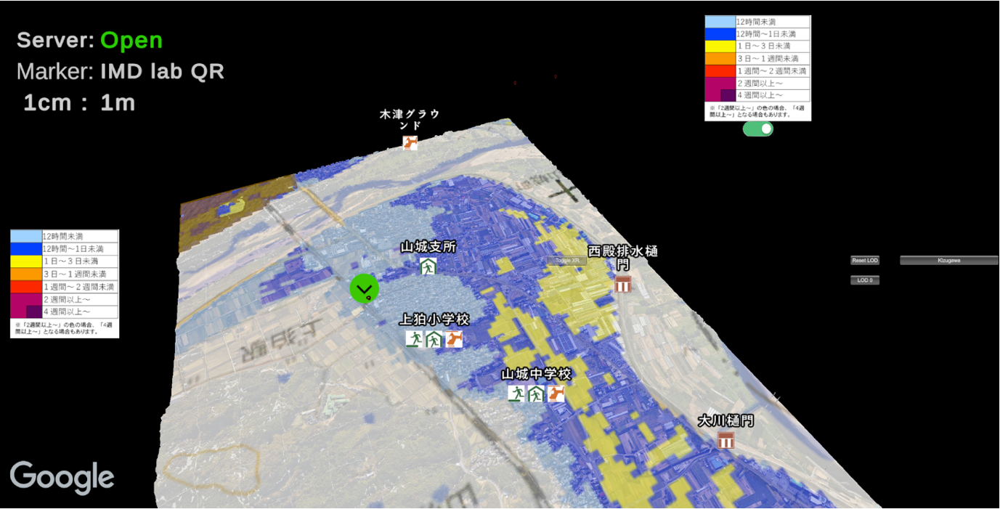 Server: Open
Marker: IMD lab QR
1cm : 1m
12時間未満
12時間〜1日未満
1日〜3日未満
3日〜1週間未満
1週間〜2週間未満
2週間以上〜
4週間以上〜
※「2週間以上〜」の色の場合、「4週
間以上〜」となる場合もあります。
木津グラウ
ンド
山城支所
Toggle XR
西殿排水樋
門
Reset LOD
Kizugawa
LOD 0
12時間未満
12時間〜1日未満
1日〜3日未満
3日〜1週間未満
1週間〜2週間未満
2週間以上〜
4週間以上〜
※「2週間以上〜」の色の場合、「4週
間以上〜」となる場合もあります。
上狛小学校
山城中学校
大川樋門
Google